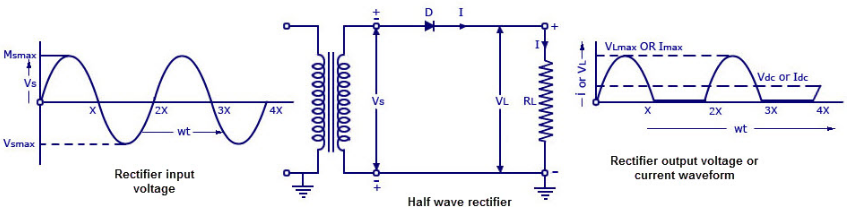 Msmax
Vs
Vsmax
X
2X
3X
4X
wt
Rectifier input
voltage
+
D
I
Vs
VL
I
RL
+
-
+
Half wave rectifier
i or VL
VLmax OR Imax
Vdc or Idc
X
2X
3X
4X
wt
Rectifier output voltage or
current waveform